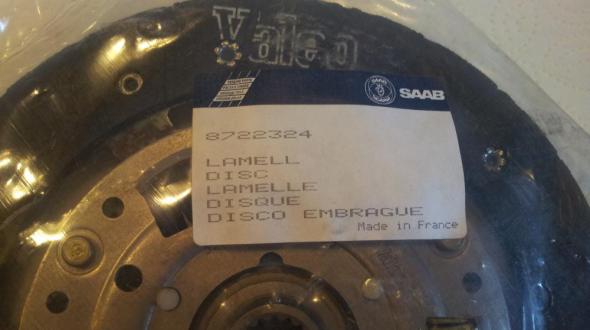 Valeo
SAAB
8722324
LAMELL
DISC
LAMELLE
DISQUE
DISCO EMBRAGUE
Made in France